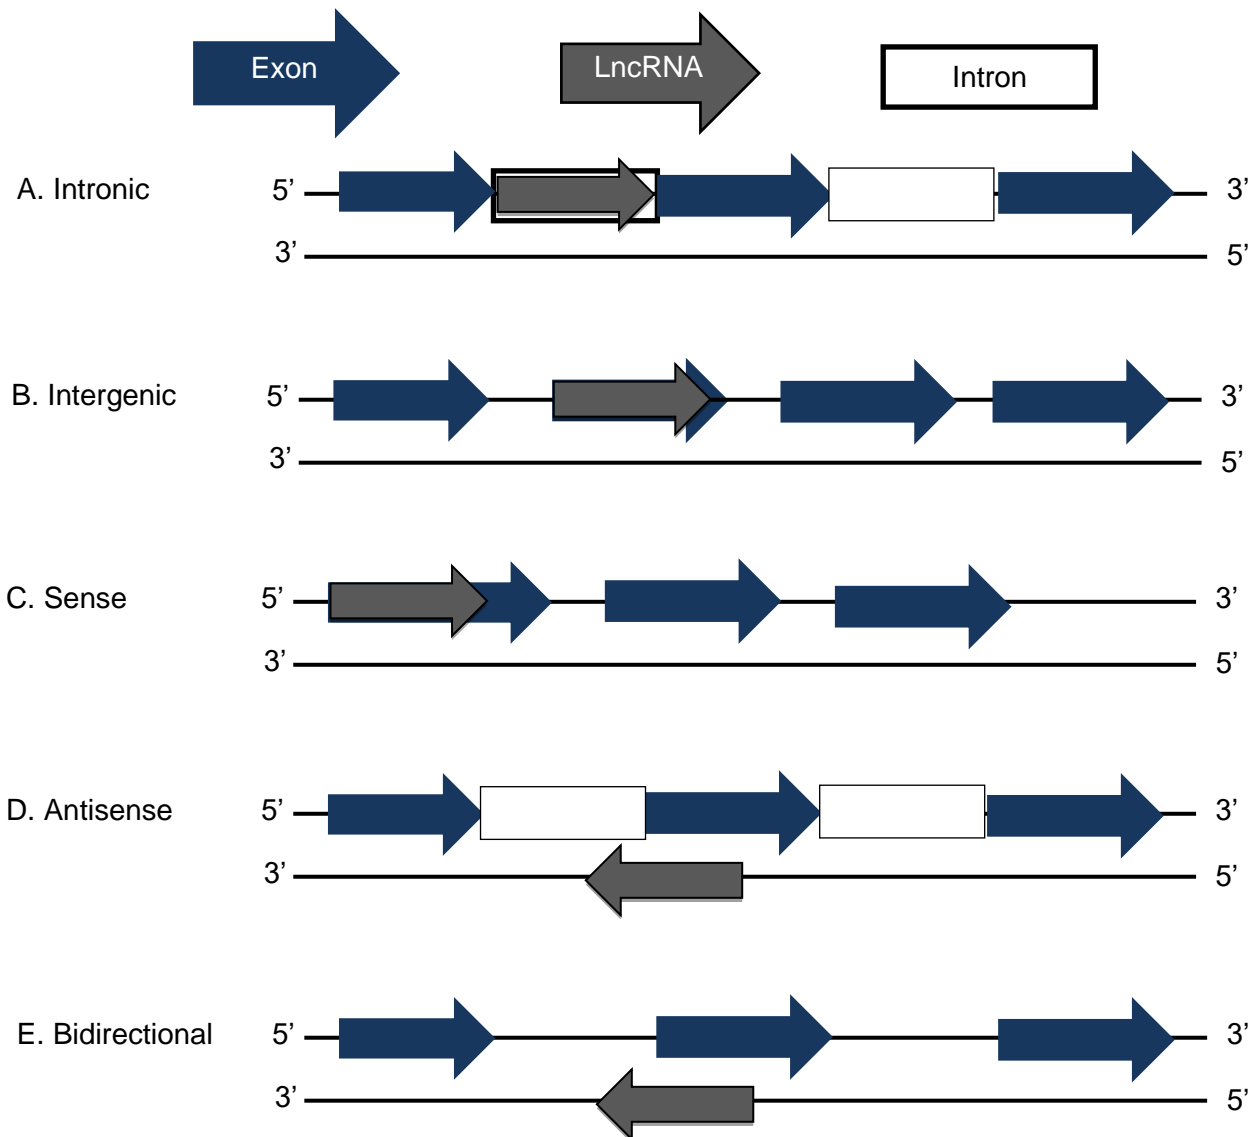 Exon LncRNA Intron
A. Intronic 5’ 3’
3’ 5’
B. Intergenic 5’ 3’
3’ 5’
C. Sense 5’ 3’
3’ 5’
D. Antisense 5’ 3’
3’ 5’
E. Bidirectional 5’ 3’
3’ 5’